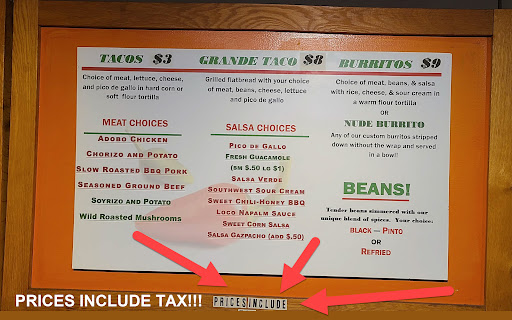 TACOS $3
Choice of meat, lettuce, cheese,
and pico de gallo in hard corn or
soft flour tortilla
MEAT CHOICES
ADOBO CHICKEN
CHORIZO AND POTATO
SLOW ROASTED BBQ PORK
SEASONED GROUND BEEF
SOYRIZO AND POTATO
WILD ROASTED MUSHROOMS
GRANDE TACO $8
Grilled flatbread with your choice
of meat, beans, cheese, lettuce
and pico de gallo
SALSA CHOICES
PICO DE GALLO
FRESH GUACAMOLE
(SM $.50 LG $1)
SALSA VERDE
SOUTHWEST SOUR CREAM
SWEET CHILI-HONEY BBQ
LOCO NAPALM SAUCE
SWEET CORN SALSA
SALSA GAZPACHO (ADD $.50)
BURRITOS $9
Choice of meat, beans, & salsa
with rice, cheese, & sour cream in
a warm flour tortilla
OR
NUDE BURRITO
Any of our custom burritos stripped
down without the wrap and served
in a bowl!
BEANS!
Tender beans simmered with our
unique blend of spices. Your choice:
BLACK — PINTO
OR
REFRIED
PRICES INCLUDE TAX!!!
PRICES INCLUDE